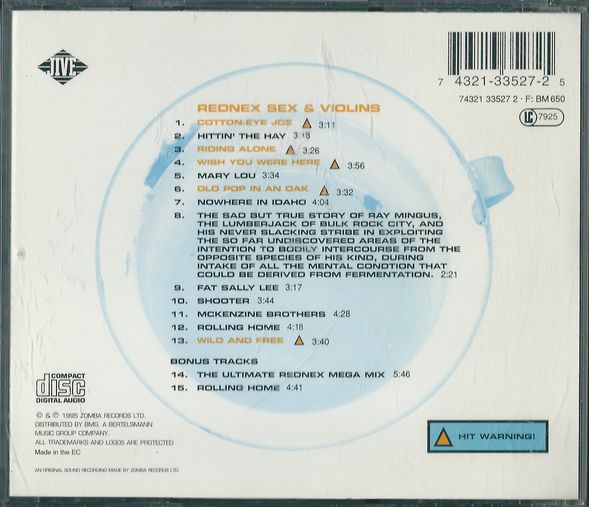 JIVE
7 4321-33527-2 5
74321 33527 2 · F: BM 650
LC 7925
REDNEX SEX & VIOLINS
1. COTTON-EYE JOE 3:11
2. HITTIN' THE HAY 3:18
3. RIDING ALONE 3:26
4. WISH YOU WERE HERE 3:56
5. MARY LOU 3:34
6. OLD POP IN AN OAK 3:32
7. NOWHERE IN IDAHO 4:04
8. THE SAD BUT TRUE STORY OF RAY MINGUS,
THE LUMBERJACK OF BULK ROCK CITY, AND
HIS NEVER SLACKING STRIBE IN EXPLOITING
THE SO FAR UNDISCOVERED AREAS OF THE
INTENTION TO BODILY INTERCOURSE FROM THE
OPPOSITE SPECIES OF HIS KIND, DURING
INTAKE OF ALL THE MENTAL CONDTION THAT
COULD BE DERIVED FROM FERMENTATION. 2:21
9. FAT SALLY LEE 3:17
10. SHOOTER 3:44
11. MCKENZINE BROTHERS 4:28
12. ROLLING HOME 4:18
13. WILD AND FREE 3:40
BONUS TRACKS
14. THE ULTIMATE REDNEX MEGA MIX 5:46
15. ROLLING HOME 4:41
COMPACT
disc
DIGITAL AUDIO
© & ℗ 1995 ZOMBA RECORDS LTD.
DISTRIBUTED BY BMG. A BERTELSMANN
MUSIC GROUP COMPANY.
ALL TRADEMARKS AND LOGOS ARE PROTECTED
Made in the EC
AN ORIGINAL SOUND RECORDING MADE BY ZOMBA RECORDS LTD.
HIT WARNING!